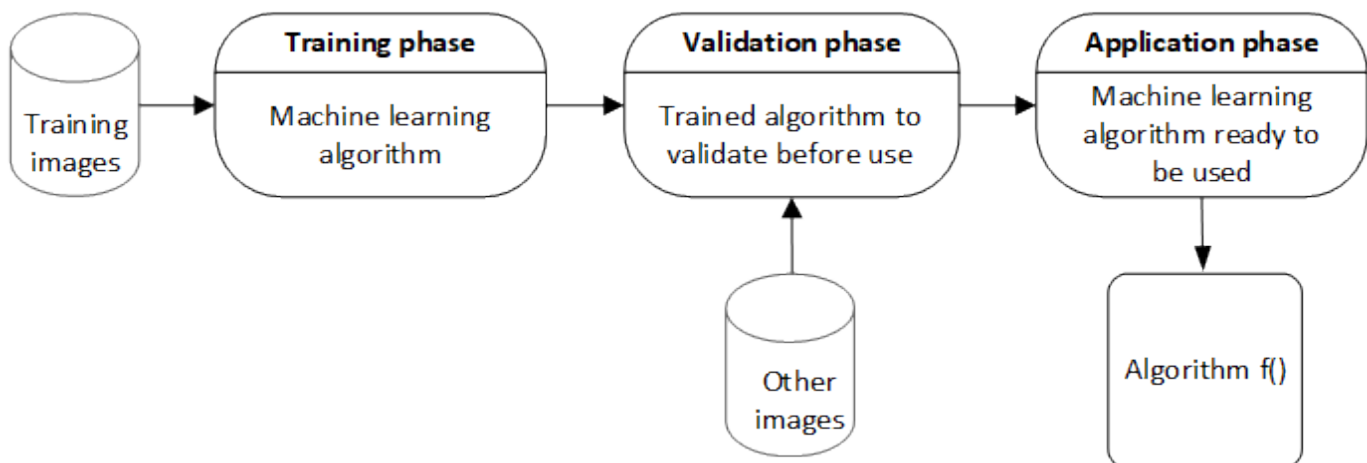 Training
images
Training phase
Machine learning
algorithm
Validation phase
Trained algorithm to
validate before use
Other
images
Application phase
Machine learning
algorithm ready to
be used
Algorithm f()